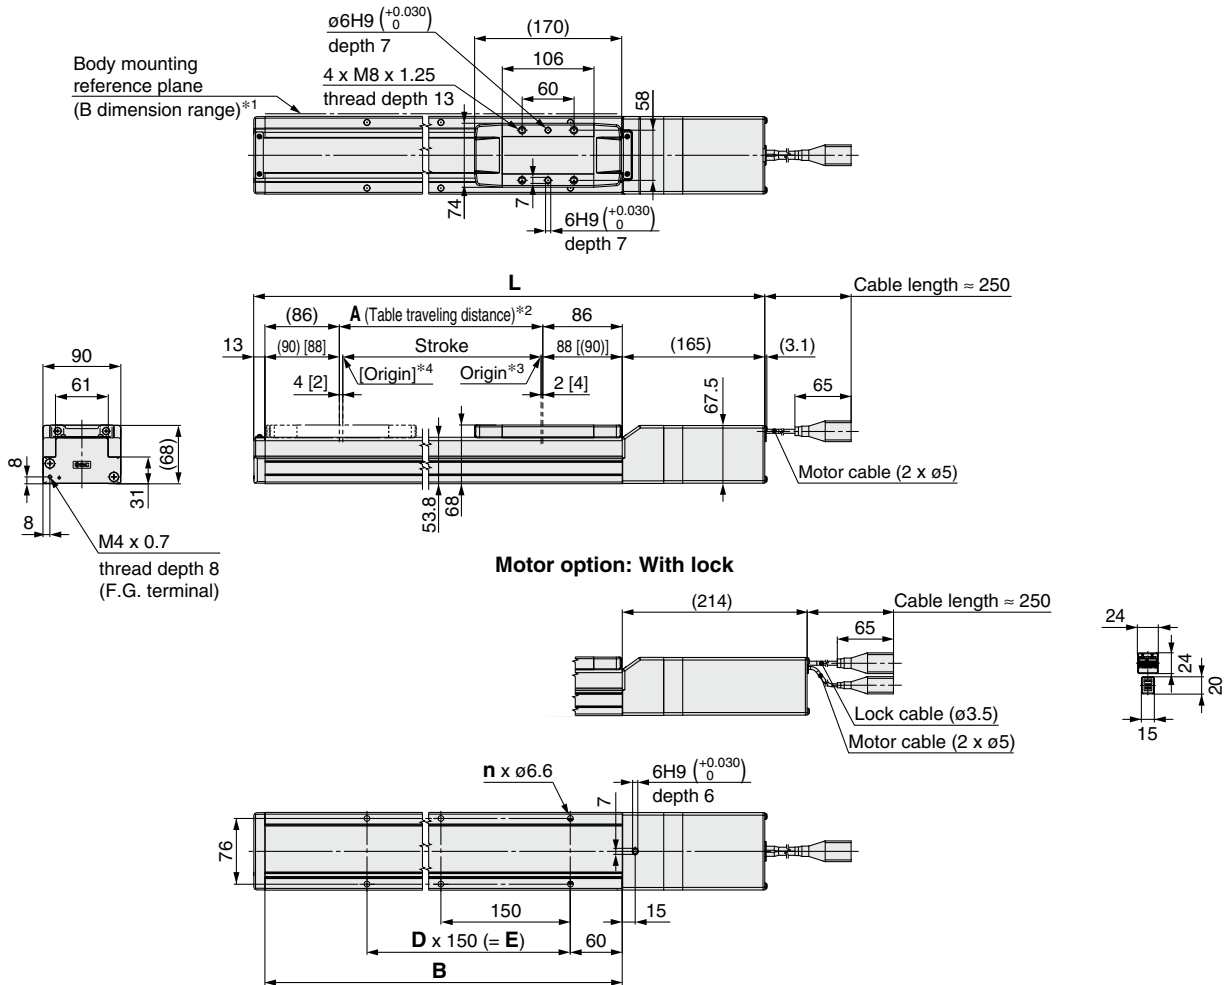 ø6H9 (+0.030 0)
depth 7
(170)
106
Body mounting
reference plane
(B dimension range)*1
4 x M8 x 1.25
thread depth 13
60
58
74
7
6H9 (+0.030 0)
depth 7
L
Cable length ≈ 250
(86)
A (Table traveling distance)*2
86
13
(90) [88]
Stroke
88 [(90)]
(165)
(3.1)
90
61
4 [2]
[Origin]*4
Origin*3
2 [4]
67.5
65
8
(68)
31
8
53.8
68
Motor cable (2 x ø5)
M4 x 0.7
thread depth 8
(F.G. terminal)
Motor option: With lock
(214)
Cable length ≈ 250
65
24
24
20
15
Lock cable (ø3.5)
Motor cable (2 x ø5)
n x ø6.6
7
6H9 (+0.030 0)
depth 6
76
150
15
D x 150 (= E)
60
B